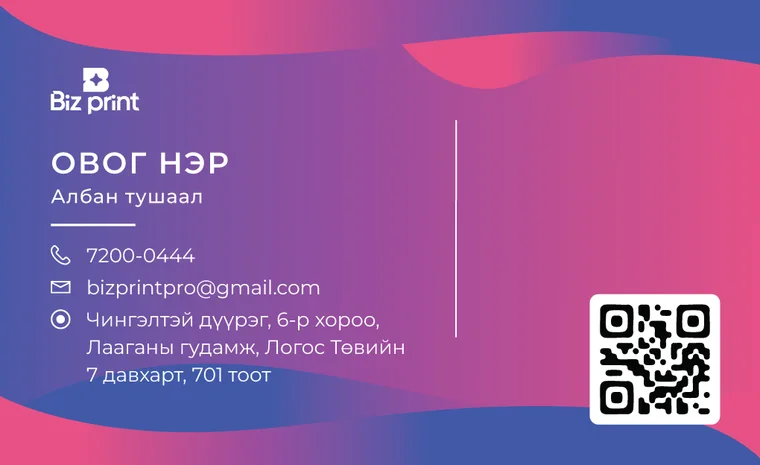 Biz print
ОВОГ НЭР
Албан тушаал
7200-0444
bizprintpro@gmail.com
Чингэлтэй дүүрэг, 6-р хороо,
Лааганы гудамж, Логос Төвийн
7 давхарт, 701 тоот